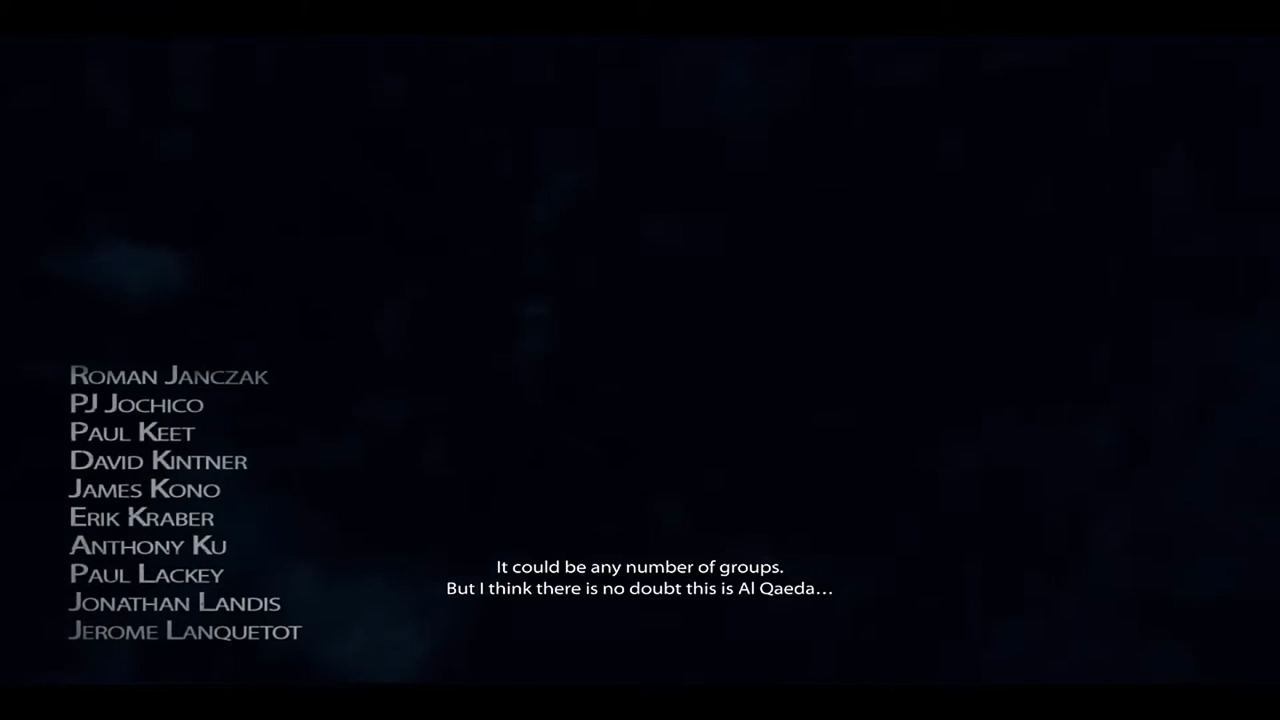 Roman Janczak
PJ Jochico
Paul Keet
David Kintner
James Kono
Erik Kraber
Anthony Ku
Paul Lackey
Jonathan Landis
Jerome Lanquetot
It could be any number of groups.
But I think there is no doubt this is Al Qaeda…